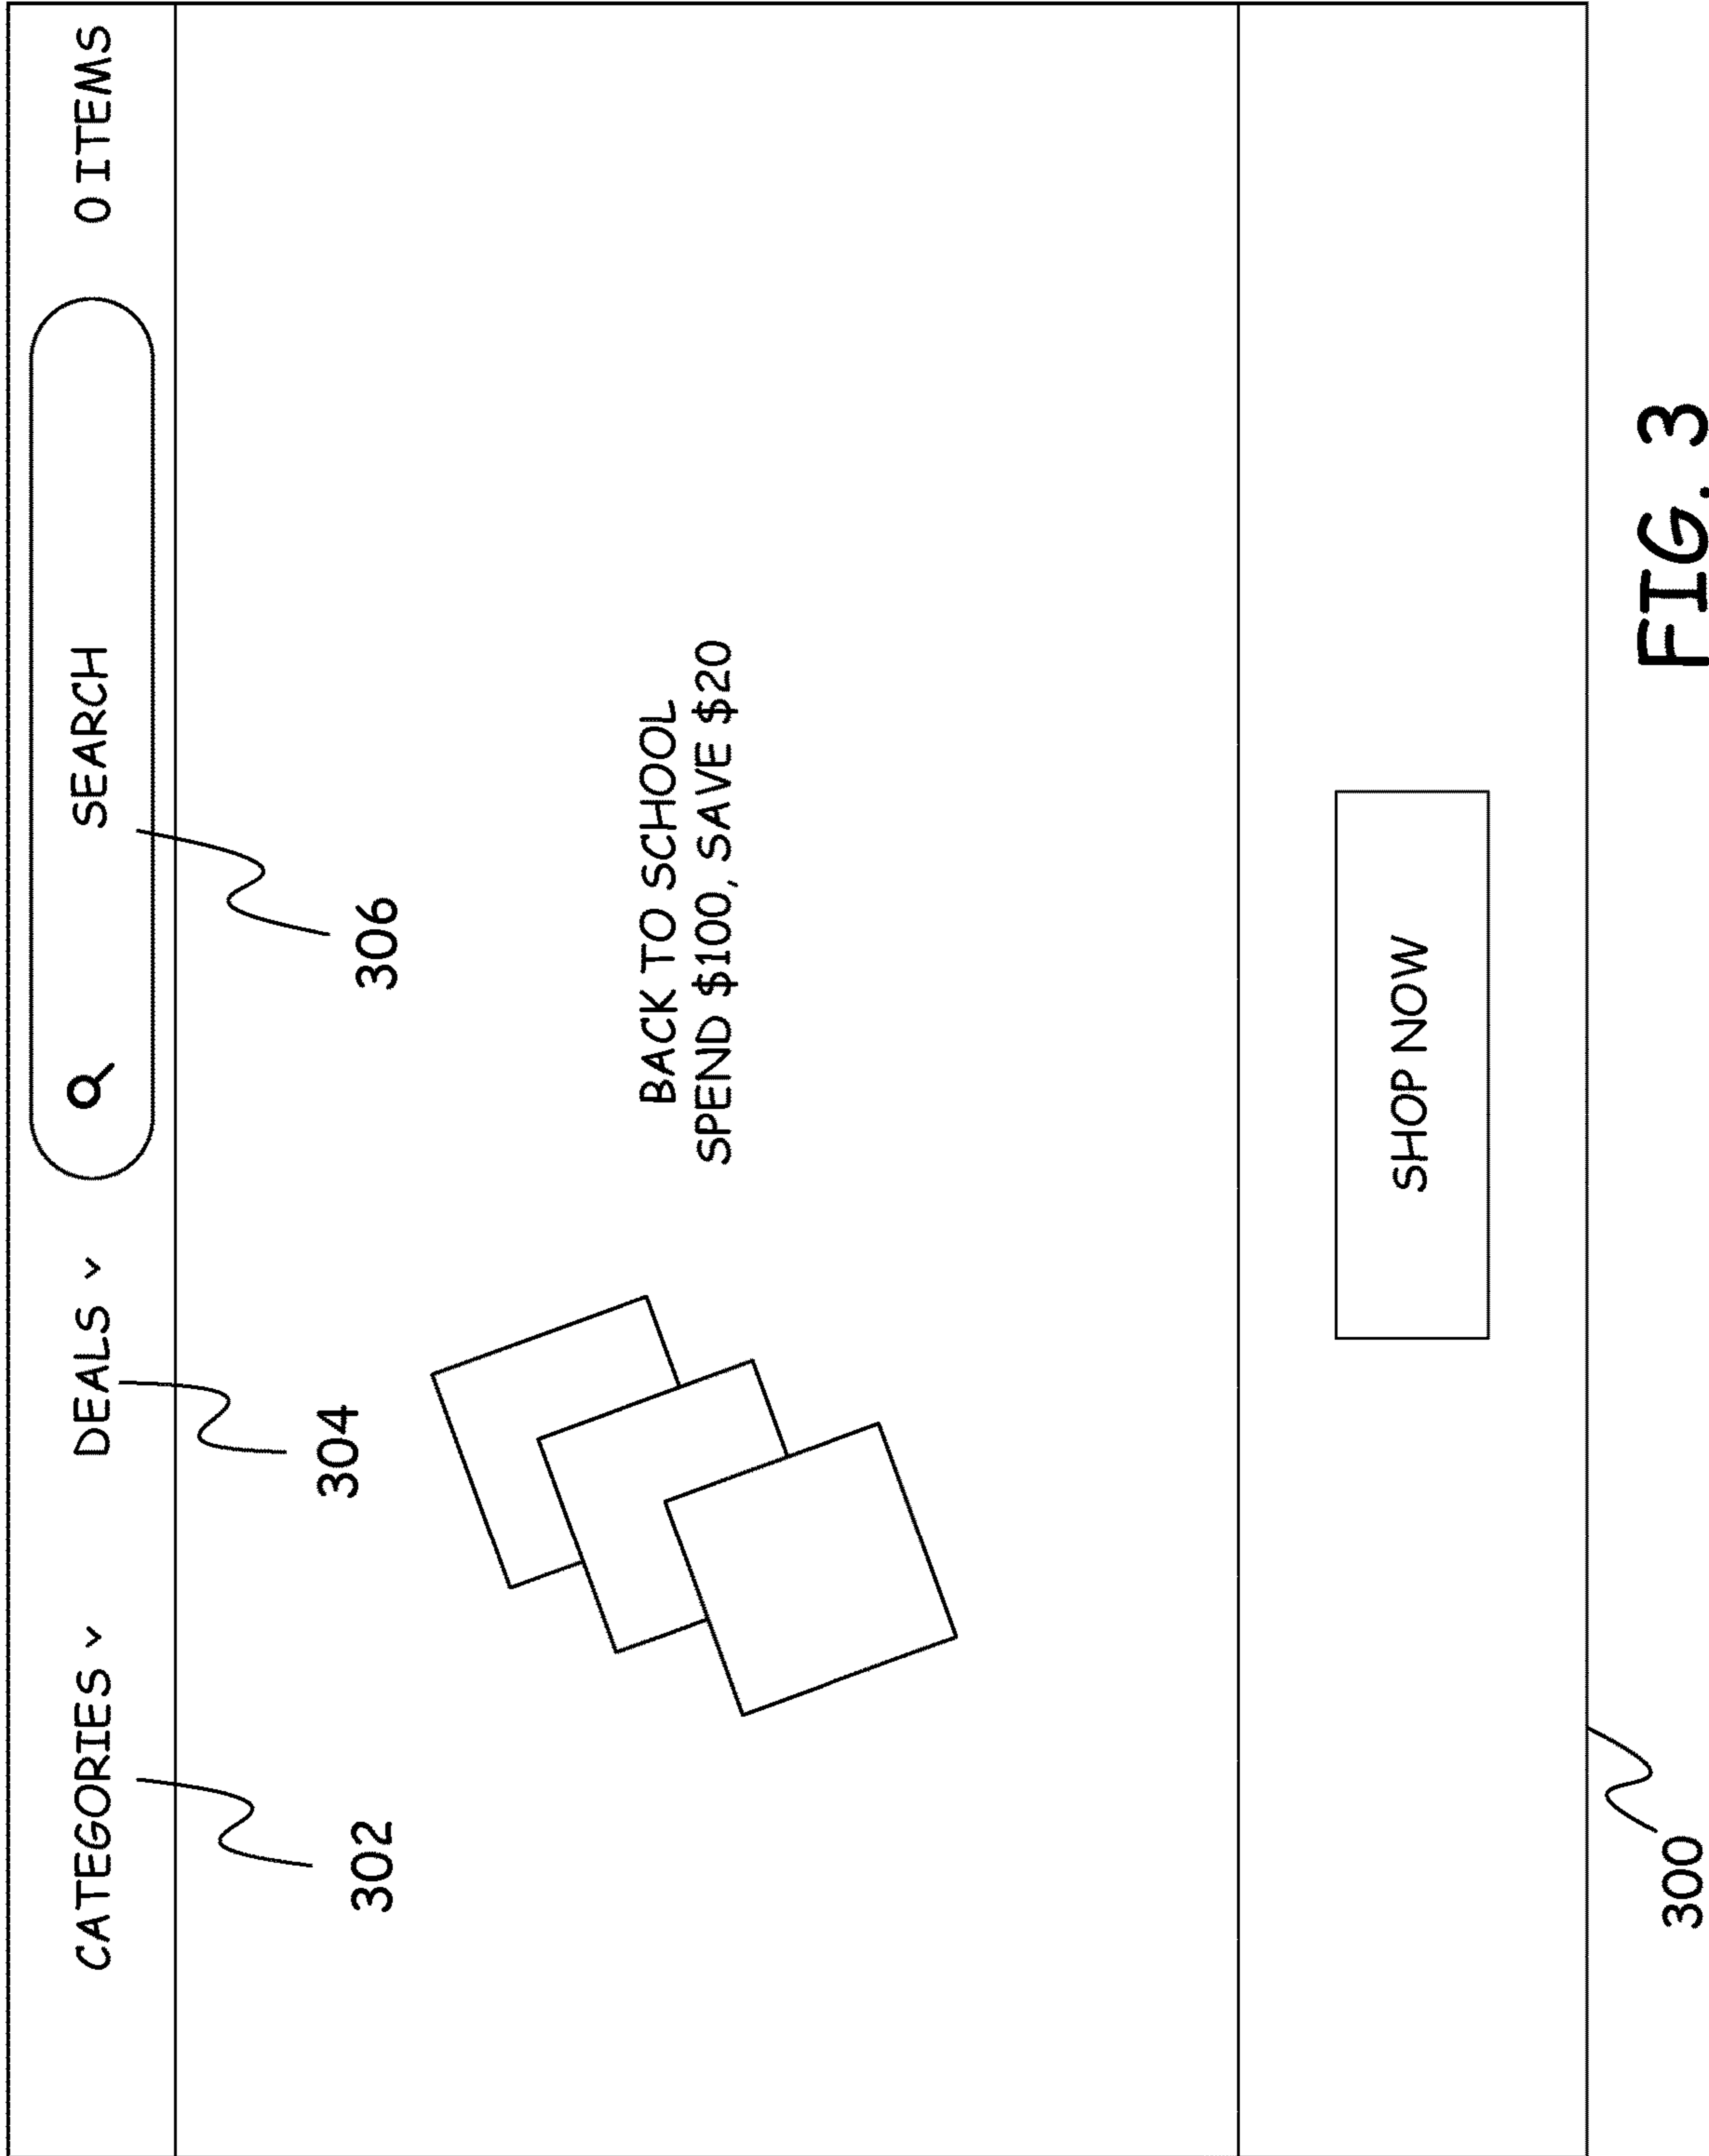 CATEGORIES ˅ DEALS ˅ SEARCH 0 ITEMS
302
304
306
BACK TO SCHOOL
SPEND $100, SAVE $20
SHOP NOW
300
FIG. 3